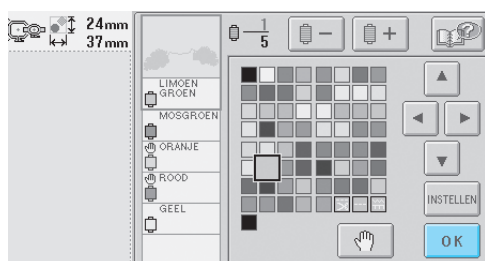 24mm
37mm
1
5
LIMOEN
GROEN
MOSGROEN
ORANJE
ROOD
GEEL
INSTELLEN
OK